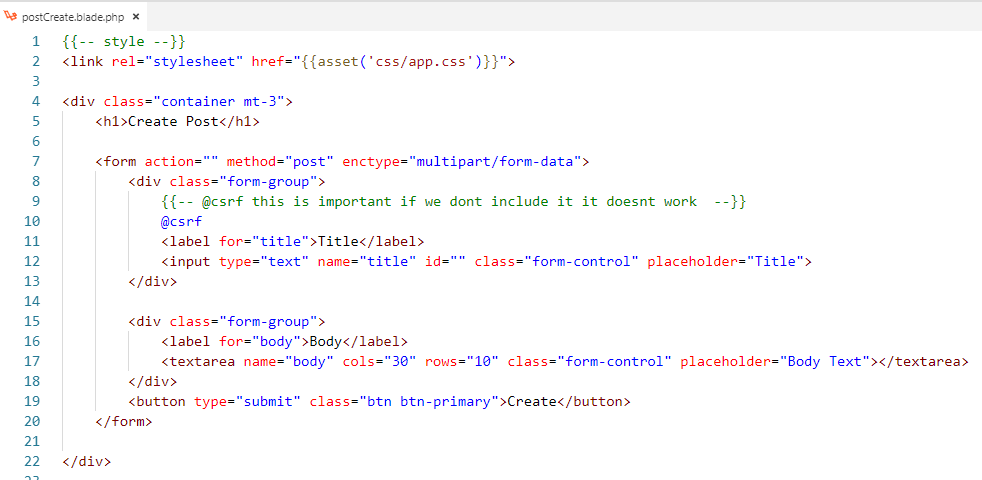 postCreate.blade.php ×
1 {{-- style --}}
2 <link rel="stylesheet" href="{{asset('css/app.css')}}">
3
4 <div class="container mt-3">
5     <h1>Create Post</h1>
6
7     <form action="" method="post" enctype="multipart/form-data">
8         <div class="form-group">
9             {{-- @csrf this is important if we dont include it it doesnt work  --}}
10             @csrf
11             <label for="title">Title</label>
12             <input type="text" name="title" id="" class="form-control" placeholder="Title">
13         </div>
14
15         <div class="form-group">
16             <label for="body">Body</label>
17             <textarea name="body" cols="30" rows="10" class="form-control" placeholder="Body Text"></textarea>
18         </div>
19         <button type="submit" class="btn btn-primary">Create</button>
20     </form>
21
22 </div>